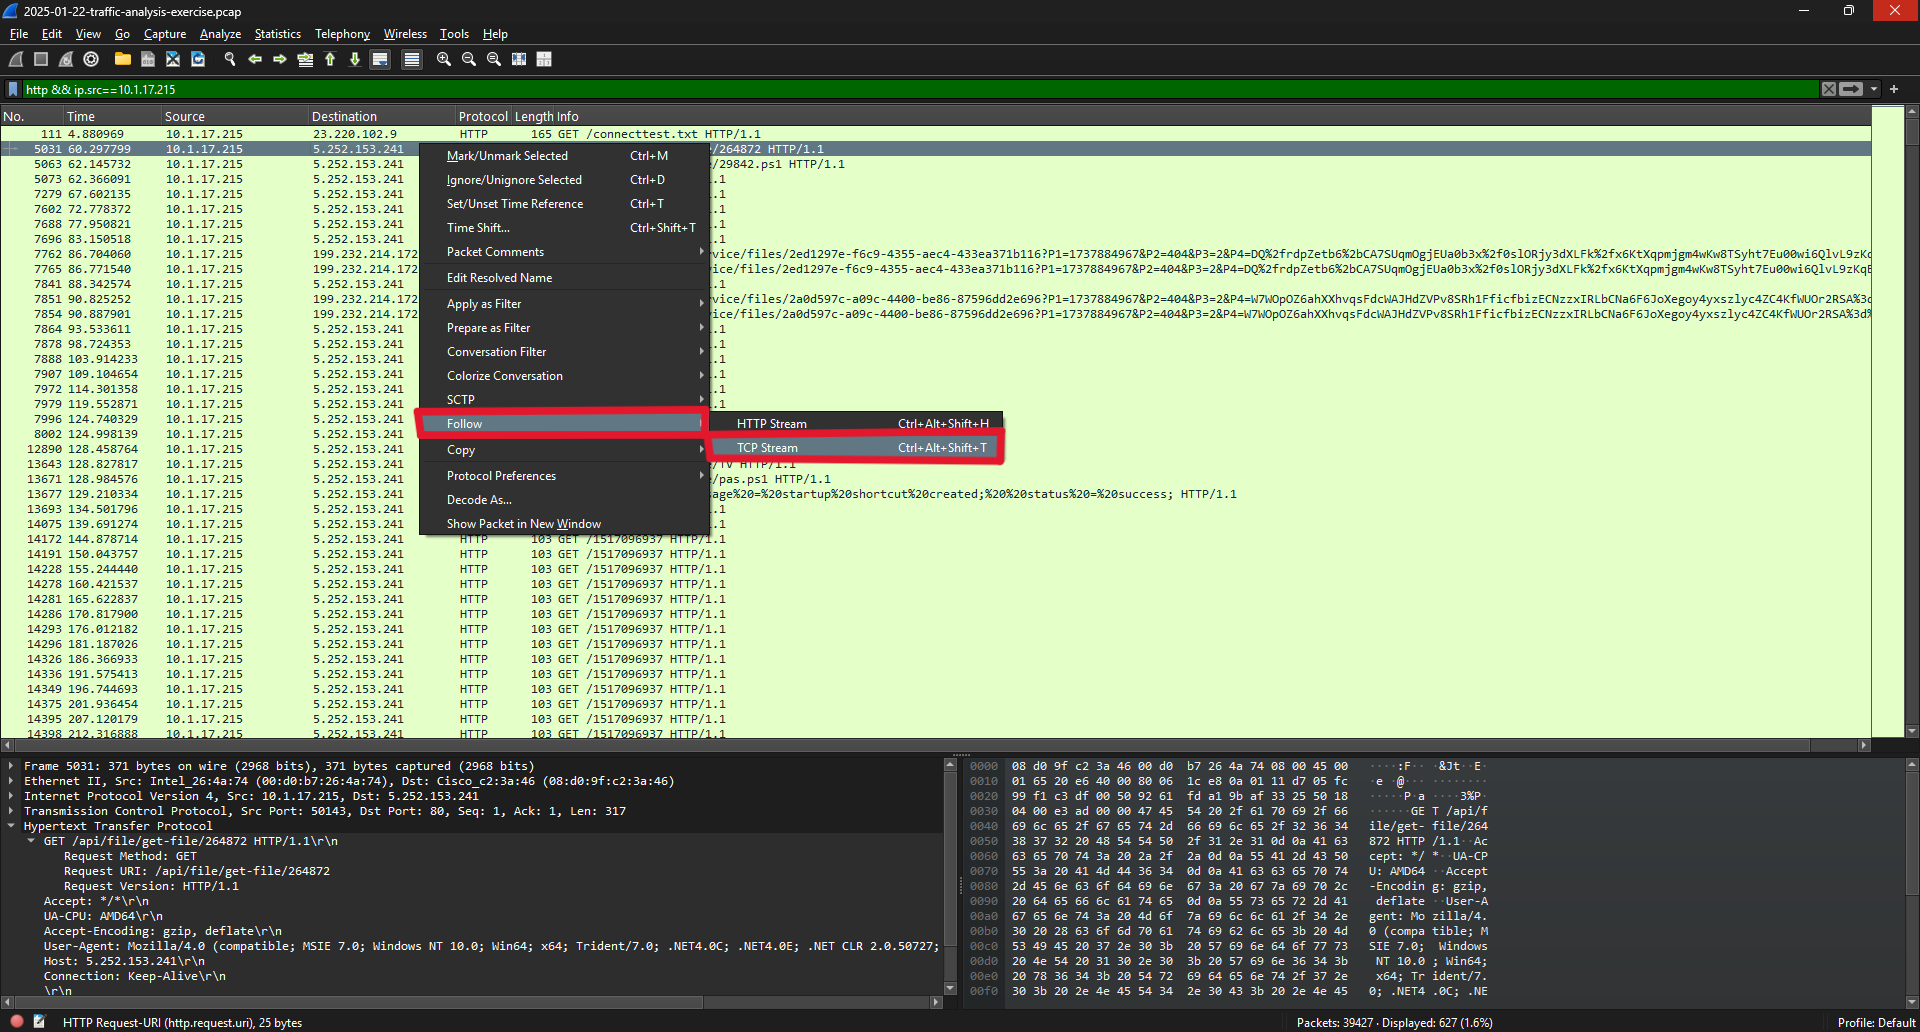 2025-01-22-traffic-analysis-exercise.pcap
File Edit View Go Capture Analyze Statistics Telephony Wireless Tools Help
http && ip.src==10.1.17.215
No. Time Source Destination Protocol Length Info
111 4.880969 10.1.17.215 23.220.102.9 HTTP 165 GET /connecttest.txt HTTP/1.1
5031 60.297799 10.1.17.215 5.252.153.241 /264872 HTTP/1.1
5063 62.145732 10.1.17.215 5.252.153.241 /29842.ps1 HTTP/1.1
5073 62.366091 10.1.17.215 5.252.153.241 .1
7279 67.602135 10.1.17.215 5.252.153.241 .1
7602 72.778372 10.1.17.215 5.252.153.241 .1
7688 77.950821 10.1.17.215 5.252.153.241 .1
7696 83.150518 10.1.17.215 5.252.153.241 .1
7762 86.704060 10.1.17.215 199.232.214.172 vice/files/2ed1297e-f6c9-4355-aec4-433ea371b116?P1=1737884967&P2=404&P3=2&P4=DQ%2frdpZetb6%2bCA7SUqmOgjEUa0b3x%2f0slORjy3dXLFk%2fx6KtXqpmjgm4wKw8TSyht7Eu00wi6QlvL9zKq
7765 86.771540 10.1.17.215 199.232.214.172 vice/files/2ed1297e-f6c9-4355-aec4-433ea371b116?P1=1737884967&P2=404&P3=2&P4=DQ%2frdpZetb6%2bCA7SUqmOgjEUa0b3x%2f0slORjy3dXLFk%2fx6KtXqpmjgm4wKw8TSyht7Eu00wi6QlvL9zKqE
7841 88.342574 10.1.17.215 5.252.153.241 .1
7851 90.825252 10.1.17.215 199.232.214.172 vice/files/2a0d597c-a09c-4400-be86-87596dd2e696?P1=1737884967&P2=404&P3=2&P4=W7WOpOZ6ahXXhvqsFdcWAJHdZVPv8SRh1FficfbizECNzzxIRLbCNa6F6JoXegoy4yxszlyc4ZC4KfWUOr2RSA%3d
7854 90.887901 10.1.17.215 199.232.214.172 vice/files/2a0d597c-a09c-4400-be86-87596dd2e696?P1=1737884967&P2=404&P3=2&P4=W7WOpOZ6ahXXhvqsFdcWAJHdZVPv8SRh1FficfbizECNzzxIRLbCNa6F6JoXegoy4yxszlyc4ZC4KfWUOr2RSA%3d%
7864 93.533611 10.1.17.215 5.252.153.241 .1
7878 98.724353 10.1.17.215 5.252.153.241 .1
7888 103.914233 10.1.17.215 5.252.153.241 .1
7907 109.104654 10.1.17.215 5.252.153.241 .1
7972 114.301358 10.1.17.215 5.252.153.241 .1
7979 119.552871 10.1.17.215 5.252.153.241
7996 124.740329 10.1.17.215 5.252.153.241
8002 124.998139 10.1.17.215 5.252.153.241
12890 128.458764 10.1.17.215 5.252.153.241
13643 128.827817 10.1.17.215 5.252.153.241 /TV HTTP/1.1
13671 128.984576 10.1.17.215 5.252.153.241 /pas.ps1 HTTP/1.1
13677 129.210334 10.1.17.215 5.252.153.241 sage%20=%20startup%20shortcut%20created;%20%20status%20=%20success; HTTP/1.1
13693 134.501796 10.1.17.215 5.252.153.241 .1
14075 139.691274 10.1.17.215 5.252.153.241 .1
14172 144.878714 10.1.17.215 5.252.153.241 HTTP 103 GET /1517096937 HTTP/1.1
14191 150.043757 10.1.17.215 5.252.153.241 HTTP 103 GET /1517096937 HTTP/1.1
14228 155.244440 10.1.17.215 5.252.153.241 HTTP 103 GET /1517096937 HTTP/1.1
14278 160.421537 10.1.17.215 5.252.153.241 HTTP 103 GET /1517096937 HTTP/1.1
14281 165.622837 10.1.17.215 5.252.153.241 HTTP 103 GET /1517096937 HTTP/1.1
14286 170.817900 10.1.17.215 5.252.153.241 HTTP 103 GET /1517096937 HTTP/1.1
14293 176.012182 10.1.17.215 5.252.153.241 HTTP 103 GET /1517096937 HTTP/1.1
14296 181.187026 10.1.17.215 5.252.153.241 HTTP 103 GET /1517096937 HTTP/1.1
14326 186.366933 10.1.17.215 5.252.153.241 HTTP 103 GET /1517096937 HTTP/1.1
14336 191.575413 10.1.17.215 5.252.153.241 HTTP 103 GET /1517096937 HTTP/1.1
14349 196.744693 10.1.17.215 5.252.153.241 HTTP 103 GET /1517096937 HTTP/1.1
14375 201.936454 10.1.17.215 5.252.153.241 HTTP 103 GET /1517096937 HTTP/1.1
14395 207.120179 10.1.17.215 5.252.153.241 HTTP 103 GET /1517096937 HTTP/1.1
14398 212.316888 10.1.17.215 5.252.153.241 HTTP 103 GET /1517096937 HTTP/1.1
Mark/Unmark Selected Ctrl+M
Ignore/Unignore Selected Ctrl+D
Set/Unset Time Reference Ctrl+T
Time Shift... Ctrl+Shift+T
Packet Comments
Edit Resolved Name
Apply as Filter
Prepare as Filter
Conversation Filter
Colorize Conversation
SCTP
Follow
Copy
Protocol Preferences
Decode As...
Show Packet in New Window
HTTP Stream Ctrl+Alt+Shift+H
TCP Stream Ctrl+Alt+Shift+T
Frame 5031: 371 bytes on wire (2968 bits), 371 bytes captured (2968 bits)
Ethernet II, Src: Intel_26:4a:74 (00:d0:b7:26:4a:74), Dst: Cisco_c2:3a:46 (08:d0:9f:c2:3a:46)
Internet Protocol Version 4, Src: 10.1.17.215, Dst: 5.252.153.241
Transmission Control Protocol, Src Port: 50143, Dst Port: 80, Seq: 1, Ack: 1, Len: 317
Hypertext Transfer Protocol
GET /api/file/get-file/264872 HTTP/1.1\r\n
Request Method: GET
Request URI: /api/file/get-file/264872
Request Version: HTTP/1.1
Accept: */*\r\n
UA-CPU: AMD64\r\n
Accept-Encoding: gzip, deflate\r\n
User-Agent: Mozilla/4.0 (compatible; MSIE 7.0; Windows NT 10.0; Win64; x64; Trident/7.0; .NET4.0C; .NET4.0E; .NET CLR 2.0.50727;
Host: 5.252.153.241\r\n
Connection: Keep-Alive\r\n
\r\n
0000 08 d0 9f c2 3a 46 00 d0 b7 26 4a 74 08 00 45 00 ····:F·· ·&Jt··E·
0010 01 65 20 e6 40 00 80 06 1c e8 0a 01 11 d7 05 fc ·e ·@··· ········
0020 99 f1 c3 df 00 50 92 61 fd a1 9b af 33 25 50 18 ·····P·a ····3%P·
0030 04 00 e3 ad 00 00 47 45 54 20 2f 61 70 69 2f 66 ······GE T /api/f
0040 69 6c 65 2f 67 65 74 2d 66 69 6c 65 2f 32 36 34 ile/get- file/264
0050 38 37 32 20 48 54 54 50 2f 31 2e 31 0d 0a 41 63 872 HTTP /1.1··Ac
0060 63 65 70 74 3a 20 2a 2f 2a 0d 0a 55 41 2d 43 50 cept: */ *··UA-CP
0070 55 3a 20 41 4d 44 36 34 0d 0a 41 63 63 65 70 74 U: AMD64 ··Accept
0080 2d 45 6e 63 6f 64 69 6e 67 3a 20 67 7a 69 70 2c -Encodin g: gzip,
0090 20 64 65 66 6c 61 74 65 0d 0a 55 73 65 72 2d 41 deflate ··User-A
00a0 67 65 6e 74 3a 20 4d 6f 7a 69 6c 6c 61 2f 34 2e gent: Mo zilla/4.
00b0 30 20 28 63 6f 6d 70 61 74 69 62 6c 65 3b 20 4d 0 (compa tible; M
00c0 53 49 45 20 37 2e 30 3b 20 57 69 6e 64 6f 77 73 SIE 7.0; Windows
00d0 20 4e 54 20 31 30 2e 30 3b 20 57 69 6e 36 34 3b NT 10.0 ; Win64;
00e0 20 78 36 34 3b 20 54 72 69 64 65 6e 74 2f 37 2e x64; Tr ident/7.
00f0 30 3b 20 2e 4e 45 54 34 2e 30 43 3b 20 2e 4e 45 0; .NET4 .0C; .NE
HTTP Request-URI (http.request.uri), 25 bytes
Packets: 39427 · Displayed: 627 (1.6%)
Profile: Default